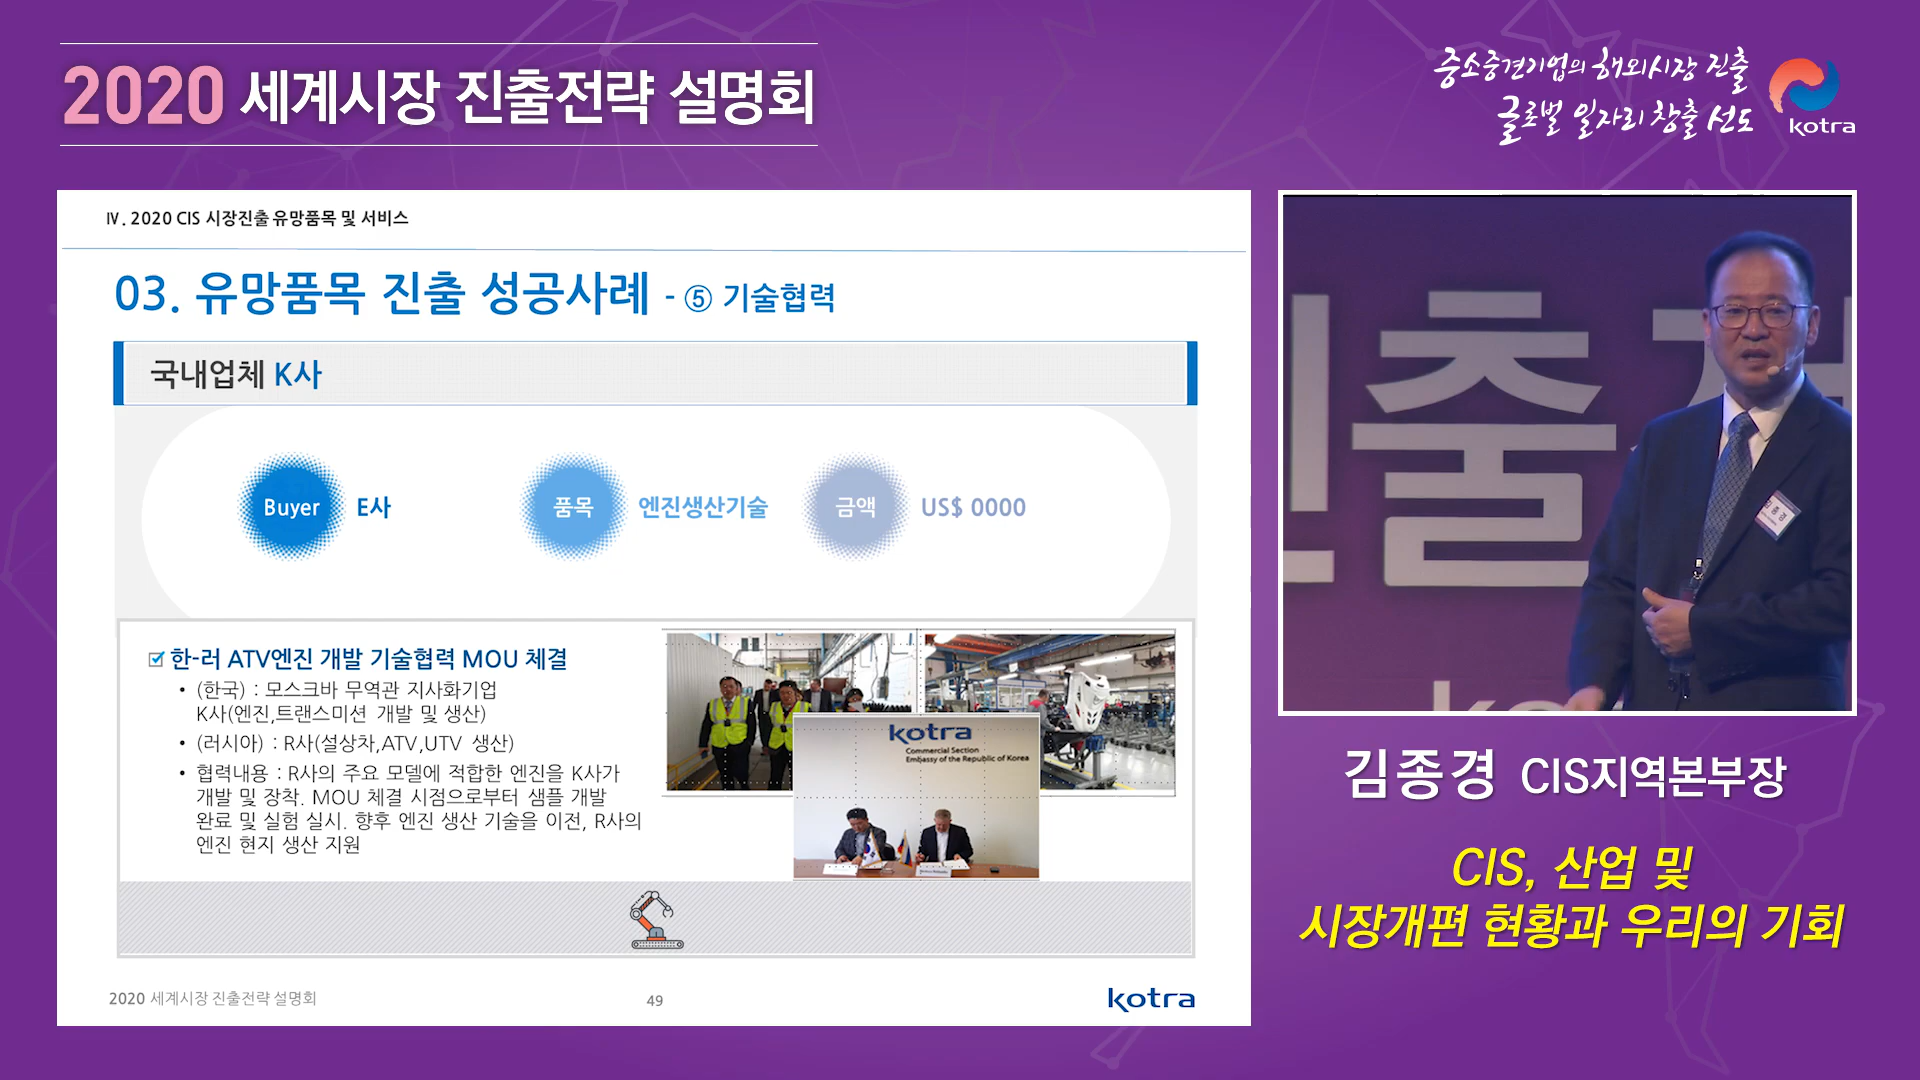 2020 세계시장 진출전략 설명회
중소중견기업의 해외시장 진출
글로벌 일자리 창출 선도
kotra
Ⅳ. 2020 CIS 시장진출 유망품목 및 서비스
03. 유망품목 진출 성공사례 - ⑤ 기술협력
국내업체 K사
Buyer E사
품목 엔진생산기술
금액 US$ 0000
한-러 ATV엔진 개발 기술협력 MOU 체결
• (한국) : 모스크바 무역관 지사화기업
K사(엔진,트랜스미션 개발 및 생산)
• (러시아) : R사(설상차,ATV,UTV 생산)
• 협력내용 : R사의 주요 모델에 적합한 엔진을 K사가
개발 및 장착. MOU 체결 시점으로부터 샘플 개발
완료 및 실험 실시. 향후 엔진 생산 기술을 이전, R사의
엔진 현지 생산 지원
kotra
Commercial Section
Embassy of the Republic of Korea
2020 세계시장 진출전략 설명회
49
kotra
진출전
김종경
김종경 CIS지역본부장
CIS, 산업 및
시장개편 현황과 우리의 기회